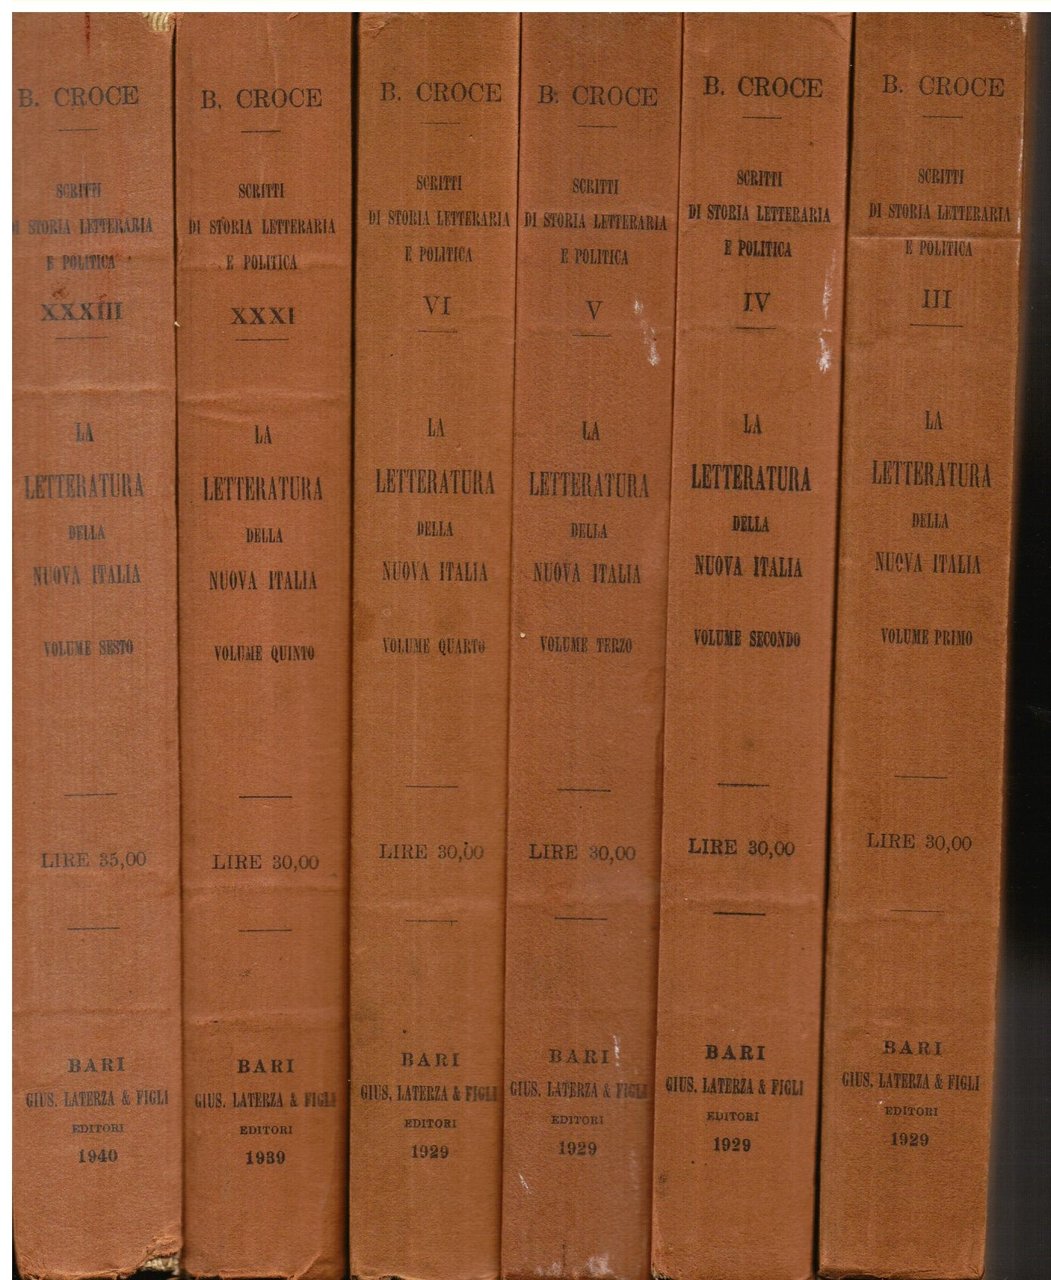 B. CROCE
SCRITTI
DI STORIA LETTERARIA
E POLITICA
XXXIII
LA
LETTERATURA
DELLA
NUOVA ITALIA
VOLUME SESTO
LIRE 35,00
BARI
GIUS. LATERZA & FIGLI
EDITORI
1940
B. CROCE
SCRITTI
DI STORIA LETTERARIA
E POLITICA
XXXI
LA
LETTERATURA
DELLA
NUOVA ITALIA
VOLUME QUINTO
LIRE 30,00
BARI
GIUS. LATERZA & FIGLI
EDITORI
1939
B. CROCE
SCRITTI
DI STORIA LETTERARIA
E POLITICA
VI
LA
LETTERATURA
DELLA
NUOVA ITALIA
VOLUME QUARTO
LIRE 30,00
BARI
GIUS. LATERZA & FIGLI
EDITORI
1929
B. CROCE
SCRITTI
DI STORIA LETTERARIA
E POLITICA
V
LA
LETTERATURA
DELLA
NUOVA ITALIA
VOLUME TERZO
LIRE 30,00
BARI
GIUS. LATERZA & FIGLI
EDITORI
1929
B. CROCE
SCRITTI
DI STORIA LETTERARIA
E POLITICA
IV
LA
LETTERATURA
DELLA
NUOVA ITALIA
VOLUME SECONDO
LIRE 30,00
BARI
GIUS. LATERZA & FIGLI
EDITORI
1929
B. CROCE
SCRITTI
DI STORIA LETTERARIA
E POLITICA
III
LA
LETTERATURA
DELLA
NUOVA ITALIA
VOLUME PRIMO
LIRE 30,00
BARI
GIUS. LATERZA & FIGLI
EDITORI
1929